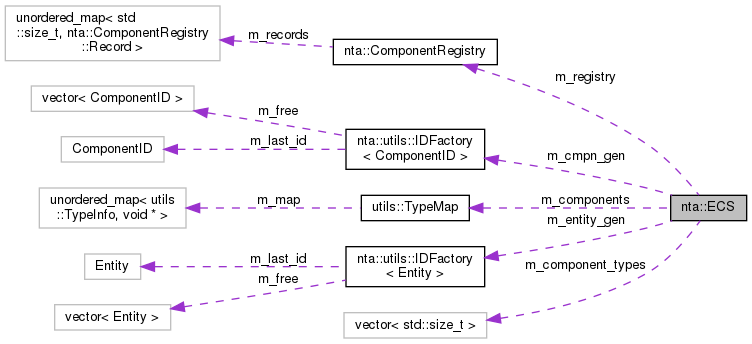 unordered_map< std
::size_t, nta::ComponentRegistry
::Record >
m_records
nta::ComponentRegistry
m_registry
vector< ComponentID >
m_free
ComponentID
m_last_id
nta::utils::IDFactory
< ComponentID >
m_cmpn_gen
unordered_map< utils
::TypeInfo, void * >
m_map
utils::TypeMap
m_components
nta::ECS
m_entity_gen
Entity
m_last_id
nta::utils::IDFactory
< Entity >
m_free
vector< Entity >
m_component_types
vector< std::size_t >